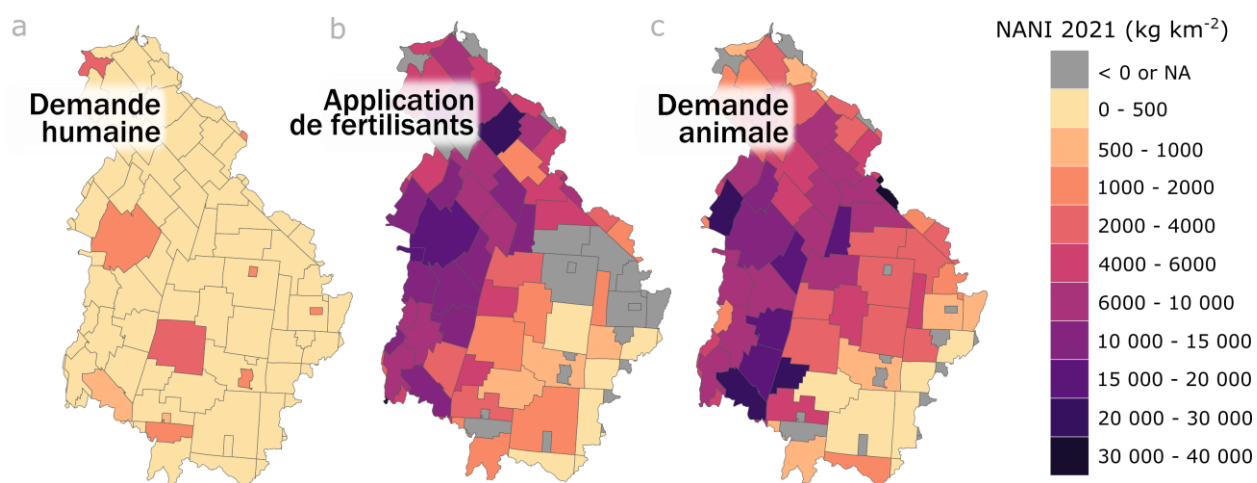 a
Demande
humaine
b
Application
de fertilisants
c
Demande
animale
NANI 2021 (kg km-2)
< 0 or NA
0 - 500
500 - 1000
1000 - 2000
2000 - 4000
4000 - 6000
6000 - 10 000
10 000 - 15 000
15 000 - 20 000
20 000 - 30 000
30 000 - 40 000